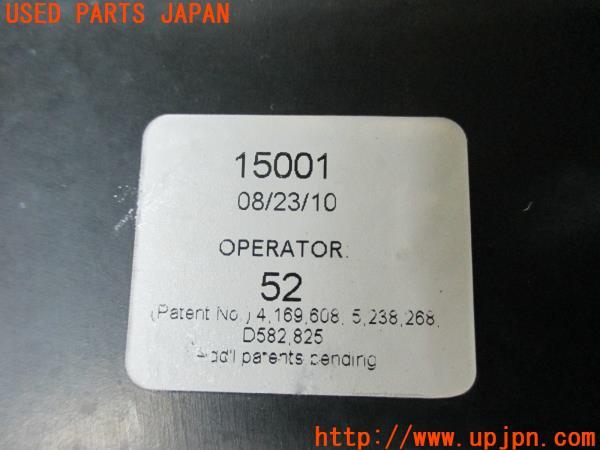 USED PARTS JAPAN
15001
08/23/10
OPERATOR:
52
(Patent No.) 4,169,608, 5,238,268,
D582,825
Add'l patents pending
http://www.upjpn.com